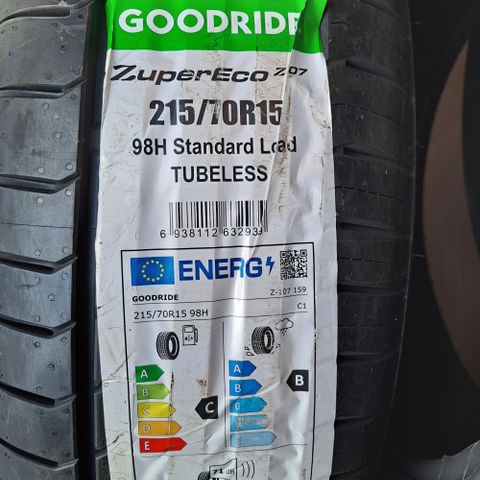 GOODRIDE
ZuperEco Z07
215/70R15
98H Standard Load
TUBELESS
6 938112 632939
ENERG
GOODRIDE
Z-107 159
215/70R15 98H
C1
A
B
C
D
E
C
A
B
C
D
E
B
71 dB